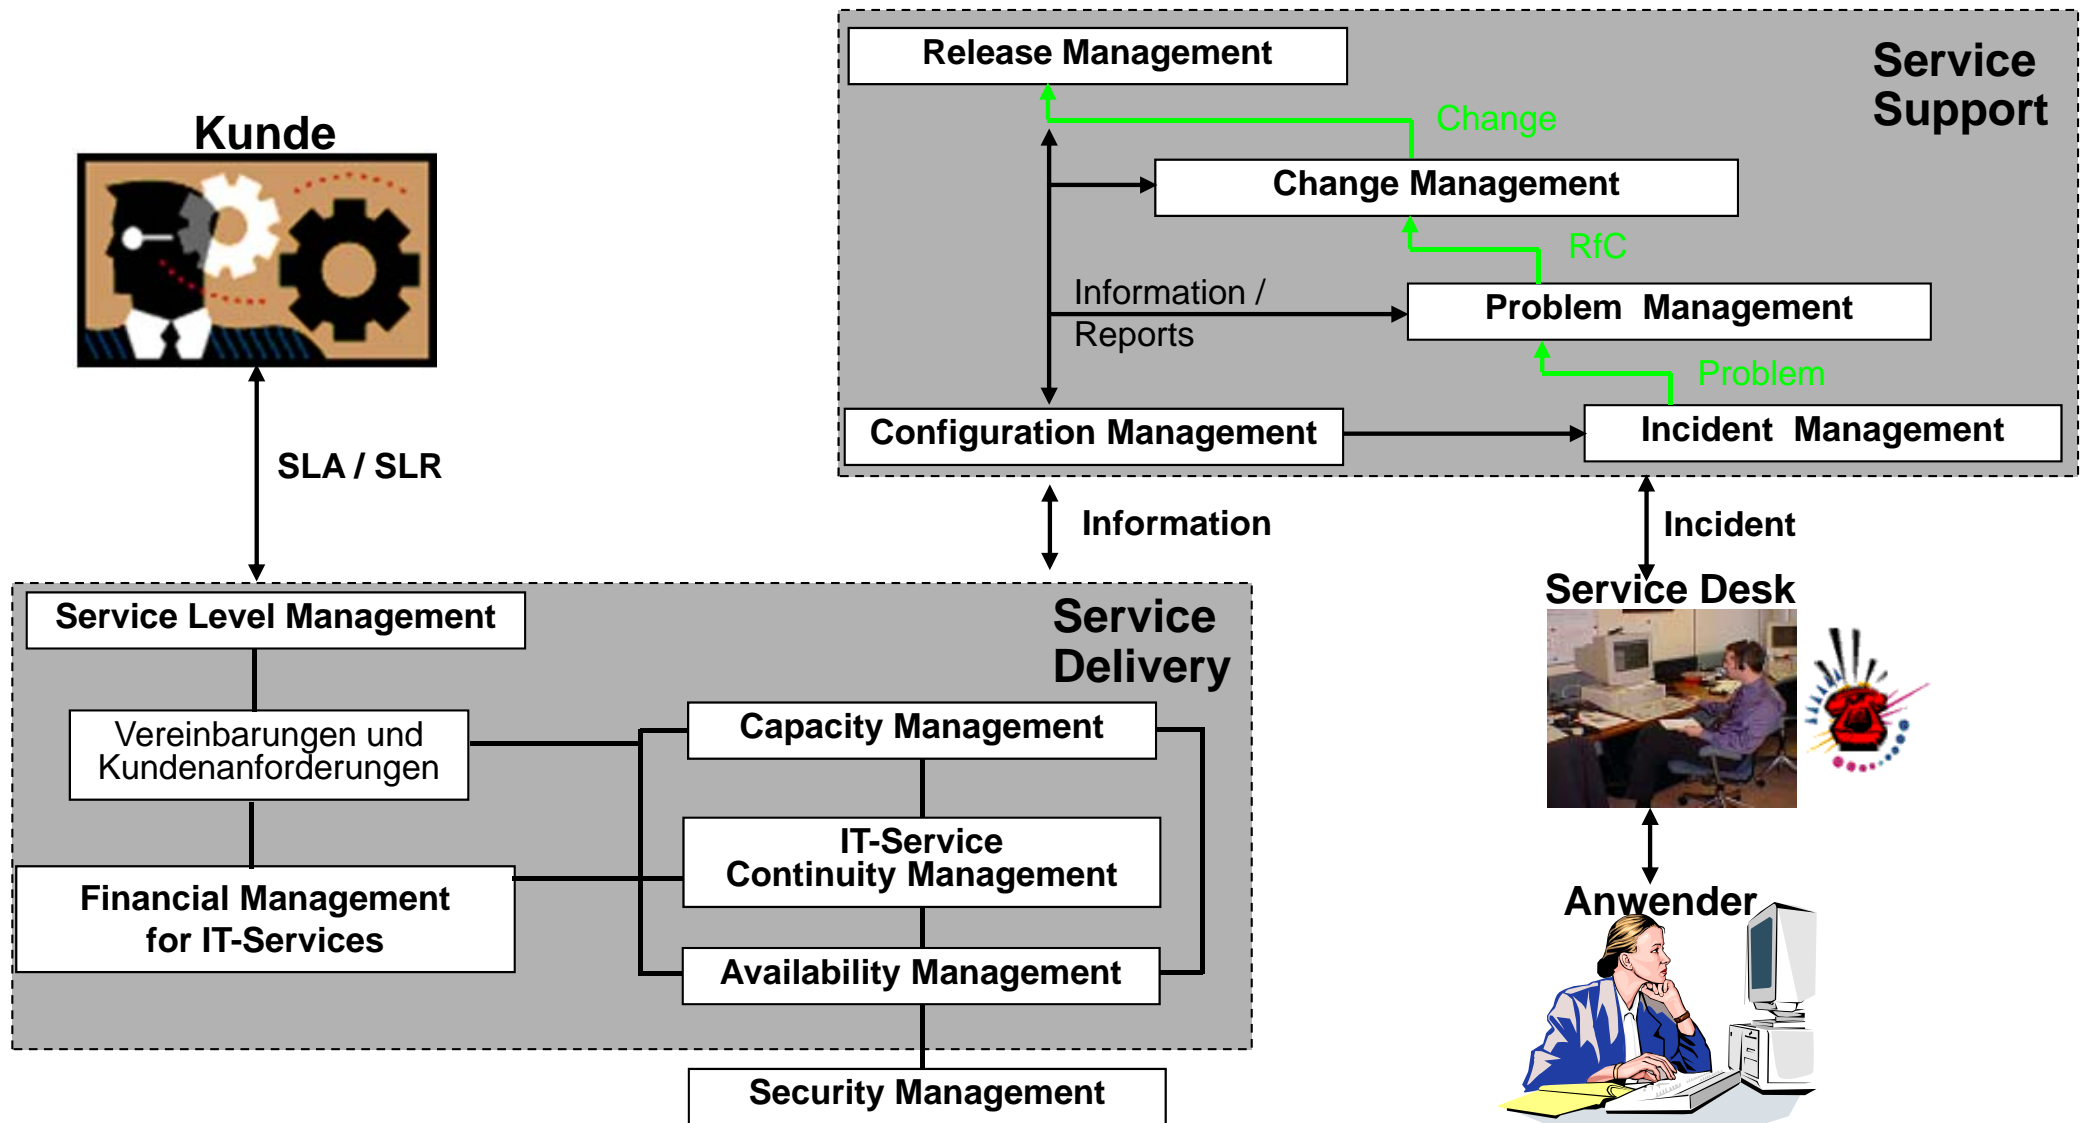 Release Management
Service
Support
Change
Kunde
Change Management
RfC
Information /
Reports
Problem Management
Problem
Configuration Management
Incident Management
SLA / SLR
Information
Incident
Service Desk
Service Level Management
Service
Delivery
Vereinbarungen und
Kundenanforderungen
Capacity Management
IT-Service
Continuity Management
Financial Management
for IT-Services
Availability Management
Anwender
Security Management